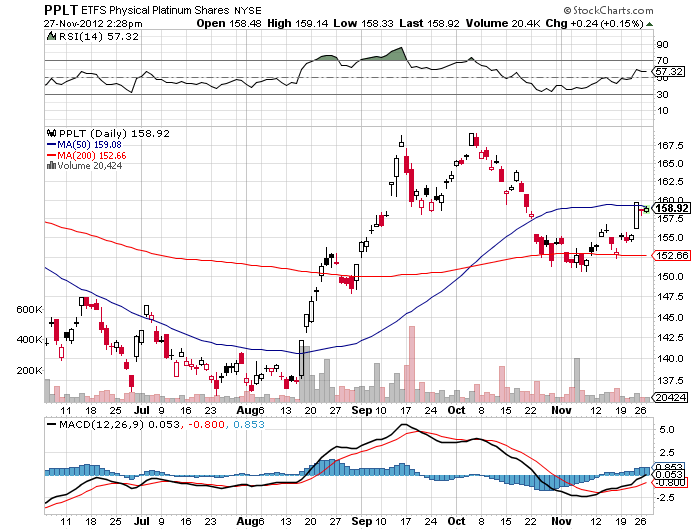 PPLT ETFS Physical Platinum Shares NYSE © StockCharts.com
27-Nov-2012 2:28pm Open 158.48 High 159.14 Low 158.33 Last 158.92 Volume 20.4K Chg +0.24 (+0.15%)
RSI(14) 57.32
90
70
57.32
50
30
10
PPLT (Daily) 158.92
MA(50) 159.08
MA(200) 152.66
Volume 20,424
167.5
165.0
162.5
160.0
158.92
157.5
155.0
152.66
150.0
147.5
145.0
142.5
140.0
137.5
20424
600K
400K
200K
11 18 25 Jul 9 16 23 Aug 6 13 20 27 Sep 10 17 24 Oct 8 15 22 Nov 12 19 26
MACD(12,26,9) 0.053, -0.800, 0.853
5.0
2.5
0.853
0.053
-0.800
-2.5
11 18 25 Jul 9 16 23 Aug 6 13 20 27 Sep 10 17 24 Oct 8 15 22 Nov 12 19 26